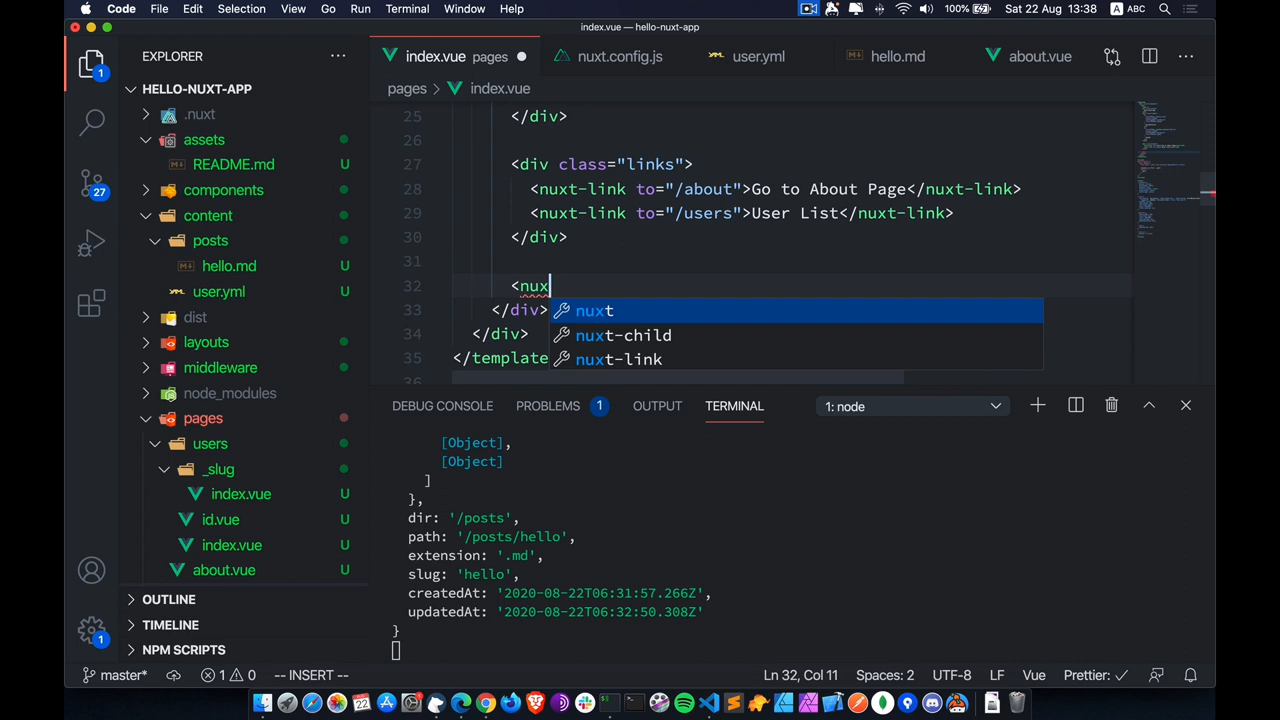 Code File Edit Selection View Go Run Terminal Window Help 100% Sat 22 Aug 13:38 A ABC
index.vue — hello-nuxt-app
EXPLORER
index.vue pages nuxt.config.js user.yml hello.md about.vue
HELLO-NUXT-APP
pages > index.vue
.nuxt
assets
README.md U
components
content
posts
hello.md U
user.yml U
dist
layouts
middleware
node_modules
pages
users
_slug
index.vue U
id.vue U
index.vue U
about.vue U
OUTLINE
TIMELINE
NPM SCRIPTS
1
27
1
25 </div>
26
27 <div class="links">
28 <nuxt-link to="/about">Go to About Page</nuxt-link>
29 <nuxt-link to="/users">User List</nuxt-link>
30 </div>
31
32 <nux
33 </div>
34 </div>
35 </template
36
nuxt
nuxt-child
nuxt-link
DEBUG CONSOLE PROBLEMS 1 OUTPUT TERMINAL 1: node
[Object],
[Object]
]
},
dir: '/posts',
path: '/posts/hello',
extension: '.md',
slug: 'hello',
createdAt: '2020-08-22T06:31:57.266Z',
updatedAt: '2020-08-22T06:32:50.308Z'
}
master* 1 0 -- INSERT -- Ln 32, Col 11 Spaces: 2 UTF-8 LF Vue Prettier: ✓